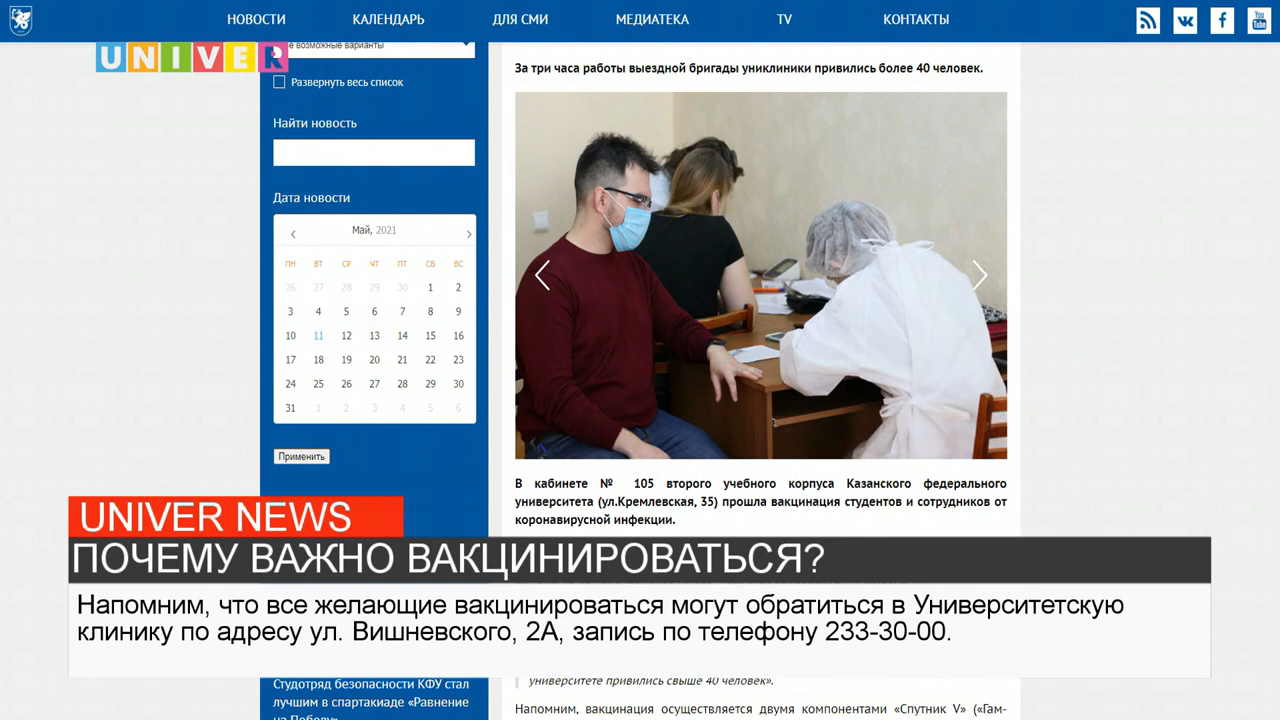 НОВОСТИ
КАЛЕНДАРЬ
ДЛЯ СМИ
МЕДИАТЕКА
TV
КОНТАКТЫ
You
Tube
UNIVER
возможные варианты
Развернуть весь список
Найти новость
Дата новости
Май, 2021
ПН ВТ СР ЧТ ПТ СБ ВС
26 27 28 29 30 1 2
3 4 5 6 7 8 9
10 11 12 13 14 15 16
17 18 19 20 21 22 23
24 25 26 27 28 29 30
31 1 2 3 4 5 6
Применить
За три часа работы выездной бригады униклиники привились более 40 человек.
В кабинете № 105 второго учебного корпуса Казанского федерального
университета (ул.Кремлевская, 35) прошла вакцинация студентов и сотрудников от
коронавирусной инфекции.
UNIVER NEWS
ПОЧЕМУ ВАЖНО ВАКЦИНИРОВАТЬСЯ?
Напомним, что все желающие вакцинироваться могут обратиться в Университетскую
клинику по адресу ул. Вишневского, 2А, запись по телефону 233-30-00.
Студотряд безопасности КФУ стал
лучшим в спартакиаде «Равнение
на Победу»
университете привились свыше 40 человек».
Напомним, вакцинация осуществляется двумя компонентами «Спутник V» («Гам-